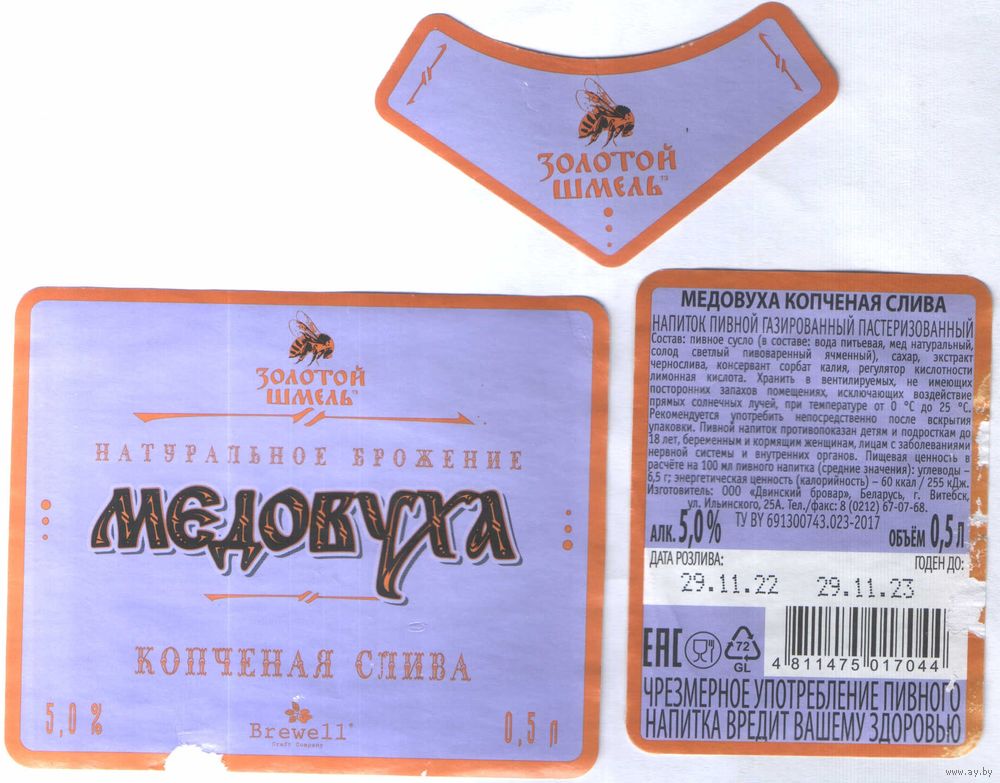 ЗОЛОТОЙ
ШМЕЛЬ™
ЗОЛОТОЙ
ШМЕЛЬ™
НАТУРАЛЬНОЕ БРОЖЕНИЕ
МЕДОВУХА
КОПЧЕНАЯ СЛИВА
5,0 %
Brewell®
Craft Company
0,5 л
МЕДОВУХА КОПЧЕНАЯ СЛИВА
НАПИТОК ПИВНОЙ ГАЗИРОВАННЫЙ ПАСТЕРИЗОВАННЫЙ
Состав: пивное сусло (в составе: вода питьевая, мед натуральный,
солод светлый пивоваренный ячменный), сахар, экстракт
чернослива, консервант сорбат калия, регулятор кислотности
лимонная кислота. Хранить в вентилируемых, не имеющих
посторонних запахов помещениях, исключающих воздействие
прямых солнечных лучей, при температуре от 0 °С до 25 °С.
Рекомендуется употребить непосредственно после вскрытия
упаковки. Пивной напиток противопоказан детям и подросткам до
18 лет, беременным и кормящим женщинам, лицам с заболеваниями
нервной системы и внутренних органов. Пищевая ценность в
расчёте на 100 мл пивного напитка (средние значения): углеводы –
6,5 г; энергетическая ценность (калорийность) – 60 ккал / 255 кДж.
Изготовитель: ООО «Двинский бровар», Беларусь, г. Витебск,
ул. Ильинского, 25А. Тел./факс: 8 (0212) 67-07-68.
АЛК. 5,0 % ТУ BY 691300743.023-2017 ОБЪЁМ 0,5 Л
ДАТА РОЗЛИВА: ГОДЕН ДО:
29.11.22 29.11.23
EAC 72 GL
4 811475 017044
ЧРЕЗМЕРНОЕ УПОТРЕБЛЕНИЕ ПИВНОГО
НАПИТКА ВРЕДИТ ВАШЕМУ ЗДОРОВЬЮ
www.ay.by